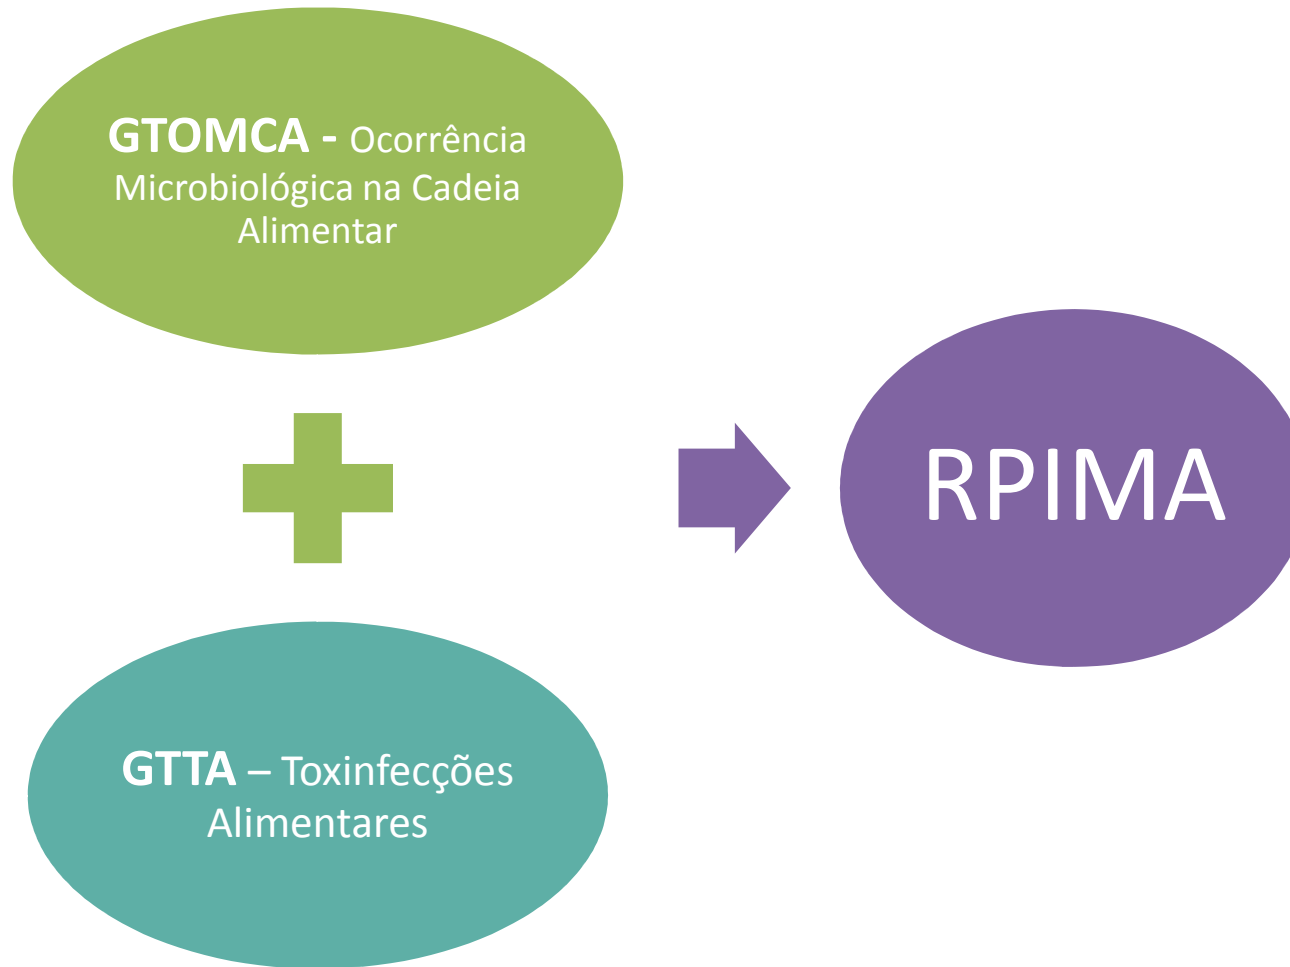 GTOMCA - Ocorrência
Microbiológica na Cadeia
Alimentar
RPIMA
GTTA – Toxinfecções
Alimentares